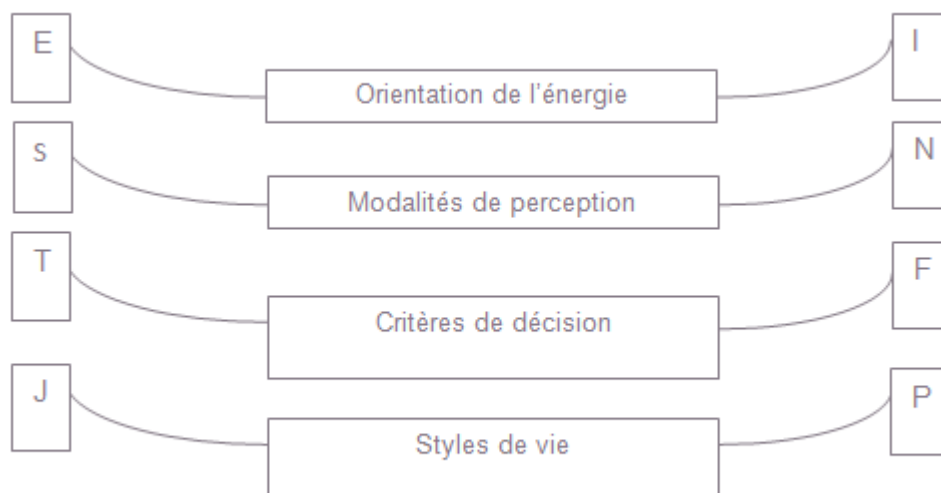 E
I
Orientation de l'énergie
S
N
Modalités de perception
T
F
Critères de décision
J
P
Styles de vie